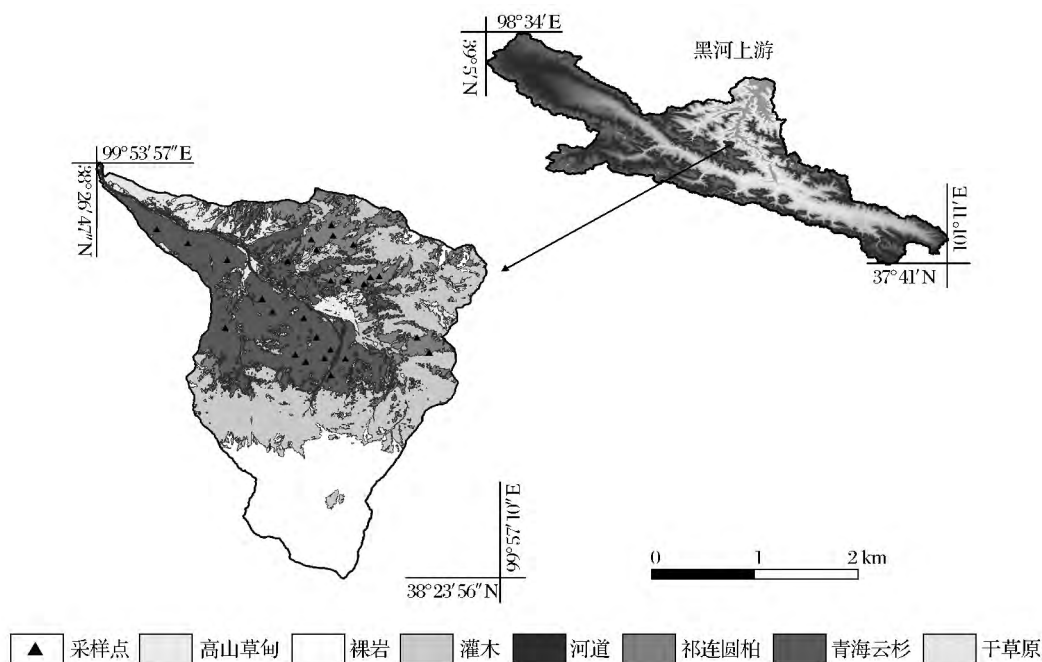 98°34′E
39°5′N
黑河上游
101°11′E
37°41′N
99°53′57″E
38°26′47″N
99°57′10″E
38°23′56″N
0 1 2 km
采样点 高山草甸 裸岩 灌木 河道 祁连圆柏 青海云杉 干草原